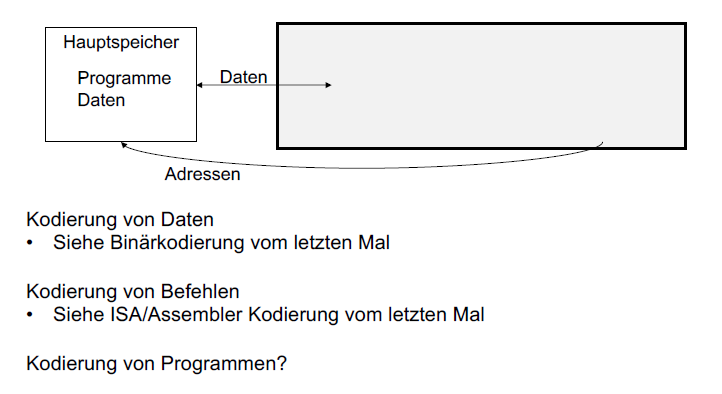 Hauptspeicher
Programme
Daten
Daten
Adressen
Kodierung von Daten
• Siehe Binärkodierung vom letzten Mal
Kodierung von Befehlen
• Siehe ISA/Assembler Kodierung vom letzten Mal
Kodierung von Programmen?